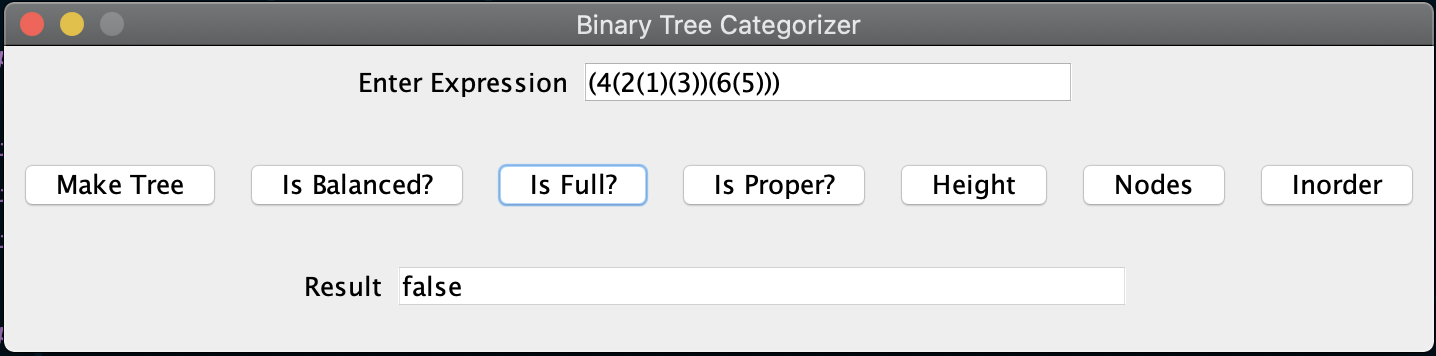 Binary Tree Categorizer
Enter Expression (4(2(1)(3))(6(5)))
Make Tree Is Balanced? Is Full? Is Proper? Height Nodes Inorder
Result false